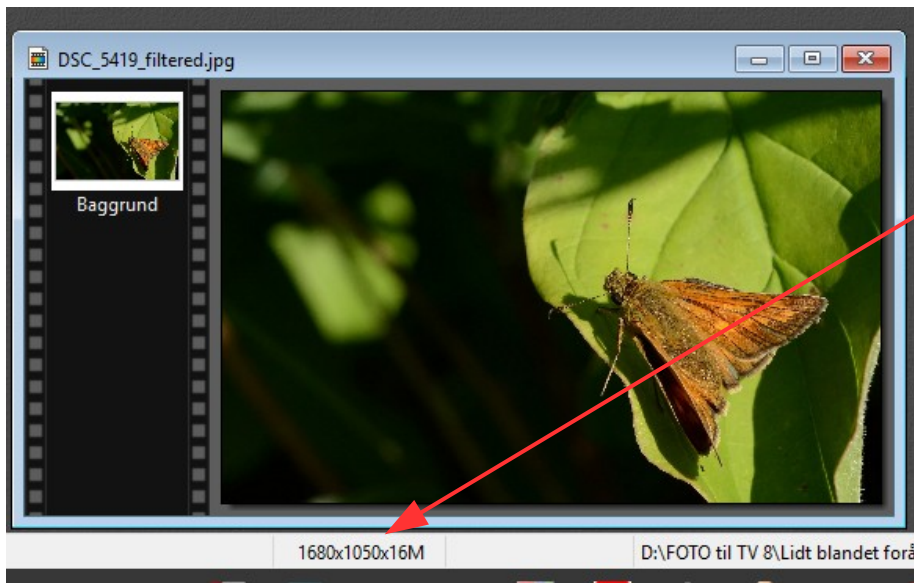 DSC_5419_filtered.jpg
Baggrund
1680x1050x16M
D:\FOTO til TV 8\Lidt blandet forå